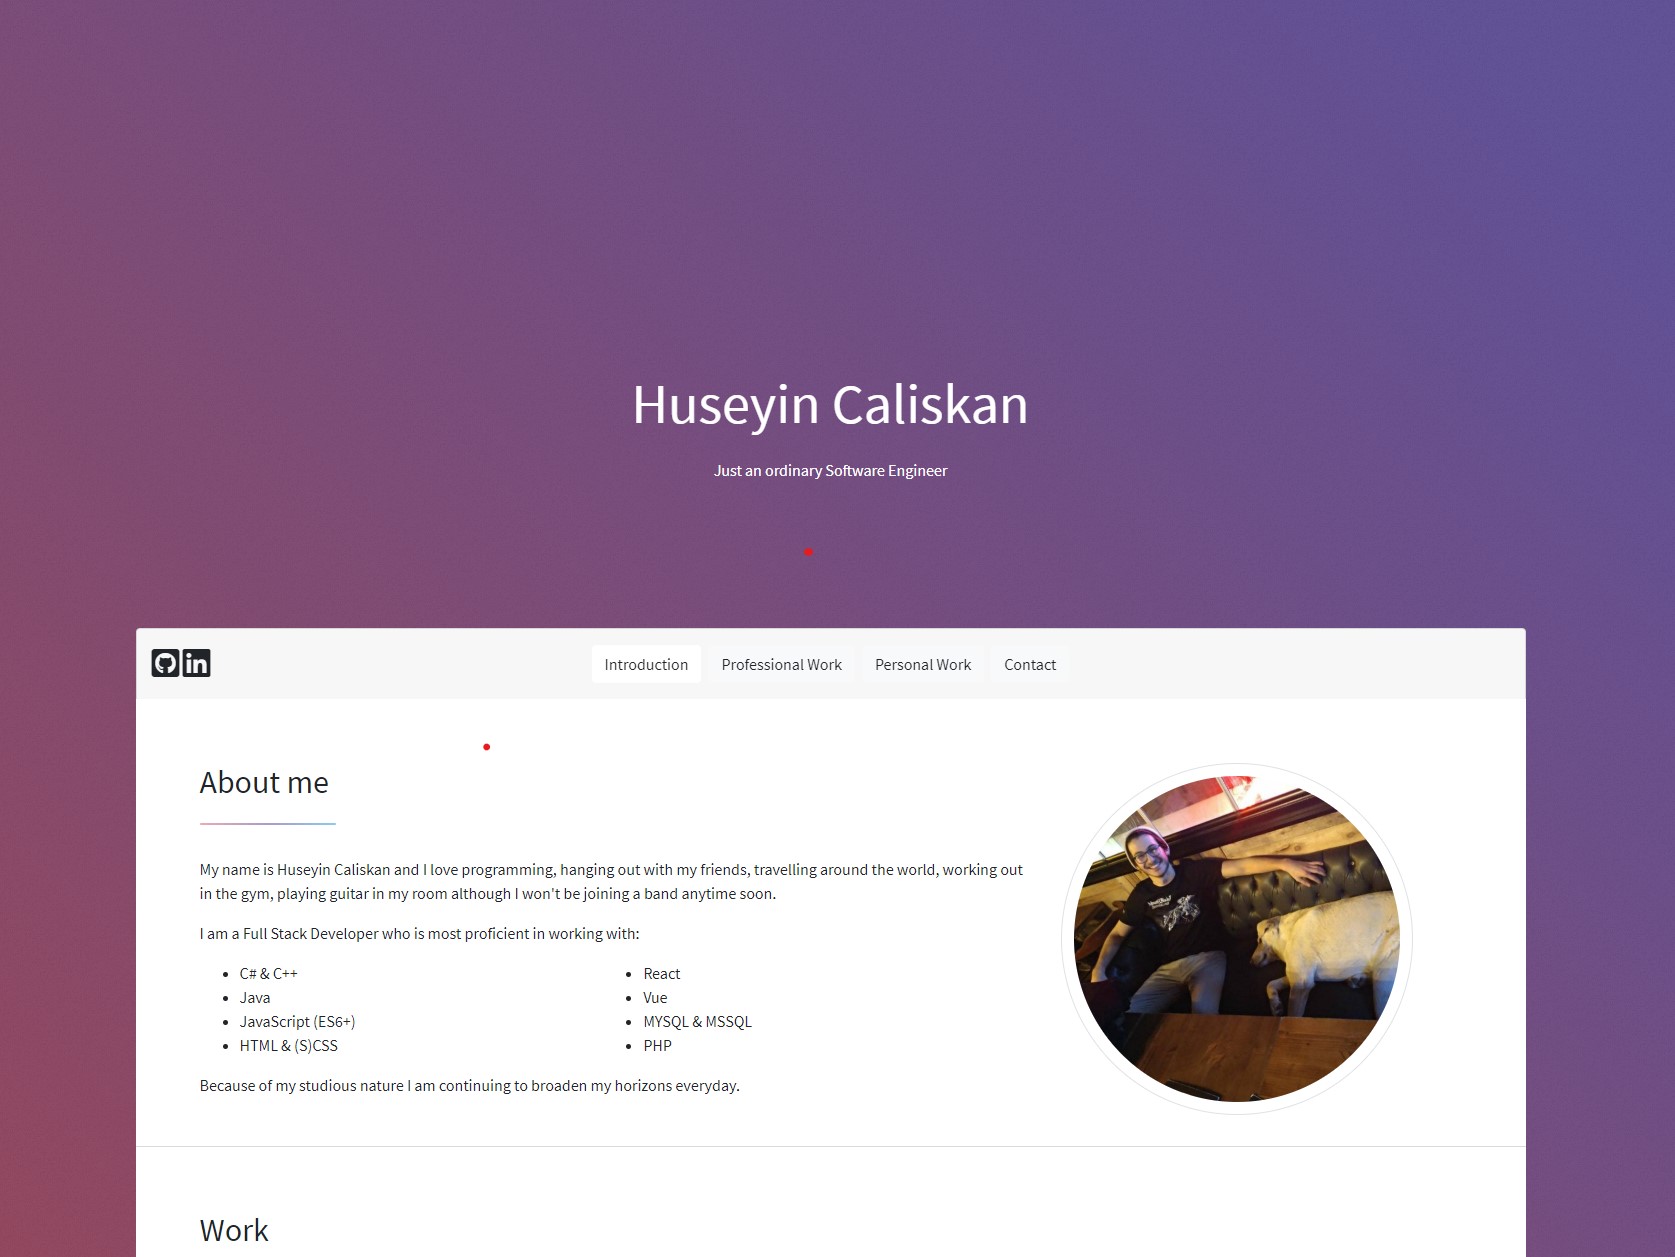 Huseyin Caliskan
Just an ordinary Software Engineer
in
Introduction
Professional Work
Personal Work
Contact
About me
My name is Huseyin Caliskan and I love programming, hanging out with my friends, travelling around the world, working out
in the gym, playing guitar in my room although I won't be joining a band anytime soon.
I am a Full Stack Developer who is most proficient in working with:
C# & C++
Java
JavaScript (ES6+)
HTML & (S)CSS
React
Vue
MYSQL & MSSQL
PHP
Because of my studious nature I am continuing to broaden my horizons everyday.
Work